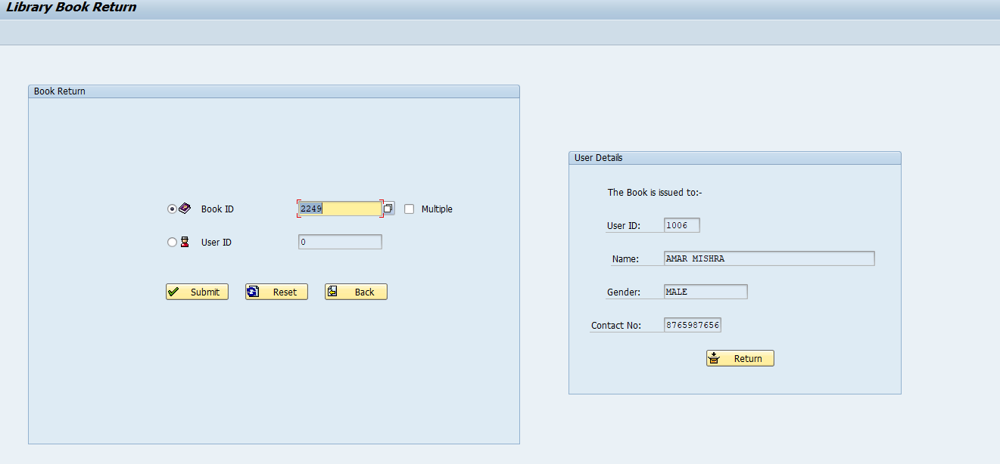 Library Book Return
Book Return
Book ID 2249 Multiple
User ID 0
Submit Reset Back
User Details
The Book is issued to:-
User ID: 1006
Name: AMAR MISHRA
Gender: MALE
Contact No: 8765987656
Return